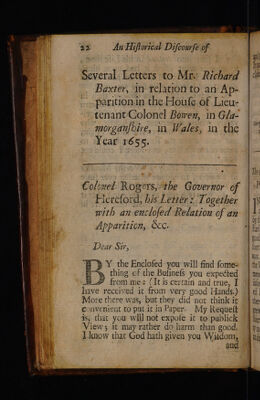 22 An Historical Discourse of
Several Letters to Mr. Richard
Baxter, in relation to an Ap-
parition in the House of Lieu-
tenant Colonel Bowen, in Gla-
morganshire, in Wales, in the
Year 1655.
Colonel Rogers, the Governor of
Hereford, his Letter: Together
with an enclosed Relation of an
Apparition, &c.
Dear Sir,
BY the Enclosed you will find some-
thing of the Business you expected
from me: (It is certain and true, I
have received it from very good Hands.)
More there was, but they did not think it
convenient to put it in Paper. My Request
is, that you will not expose it to publick
View; it may rather do harm than good.
I know that God hath given you Wisdom,
and